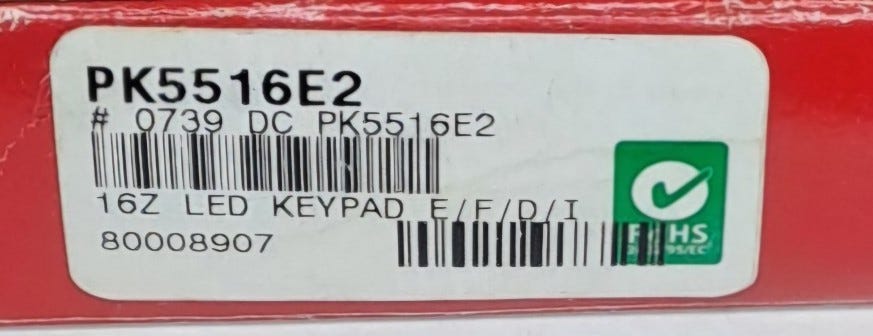 PK5516E2
# 0739 DC PK5516E2
16Z LED KEYPAD E/F/D/I
80008907